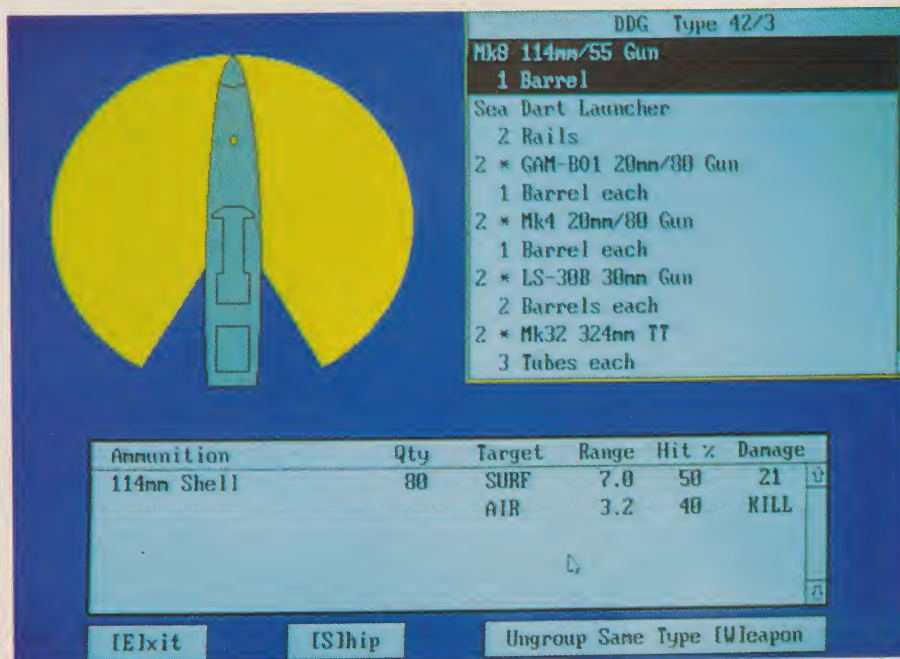 DDG Type 42/3
Mk8 114mm/55 Gun
1 Barrel
Sea Dart Launcher
2 Rails
2 * GAM-B01 20mm/80 Gun
1 Barrel each
2 * Mk4 20mm/80 Gun
1 Barrel each
2 * LS-30B 30mm Gun
2 Barrels each
2 * Mk32 324mm TT
3 Tubes each
Ammunition Qty Target Range Hit % Damage
114mm Shell 80 SURF 7.0 50 21
AIR 3.2 40 KILL
[E]xit [S]hip Ungroup Same Type [W]eapon